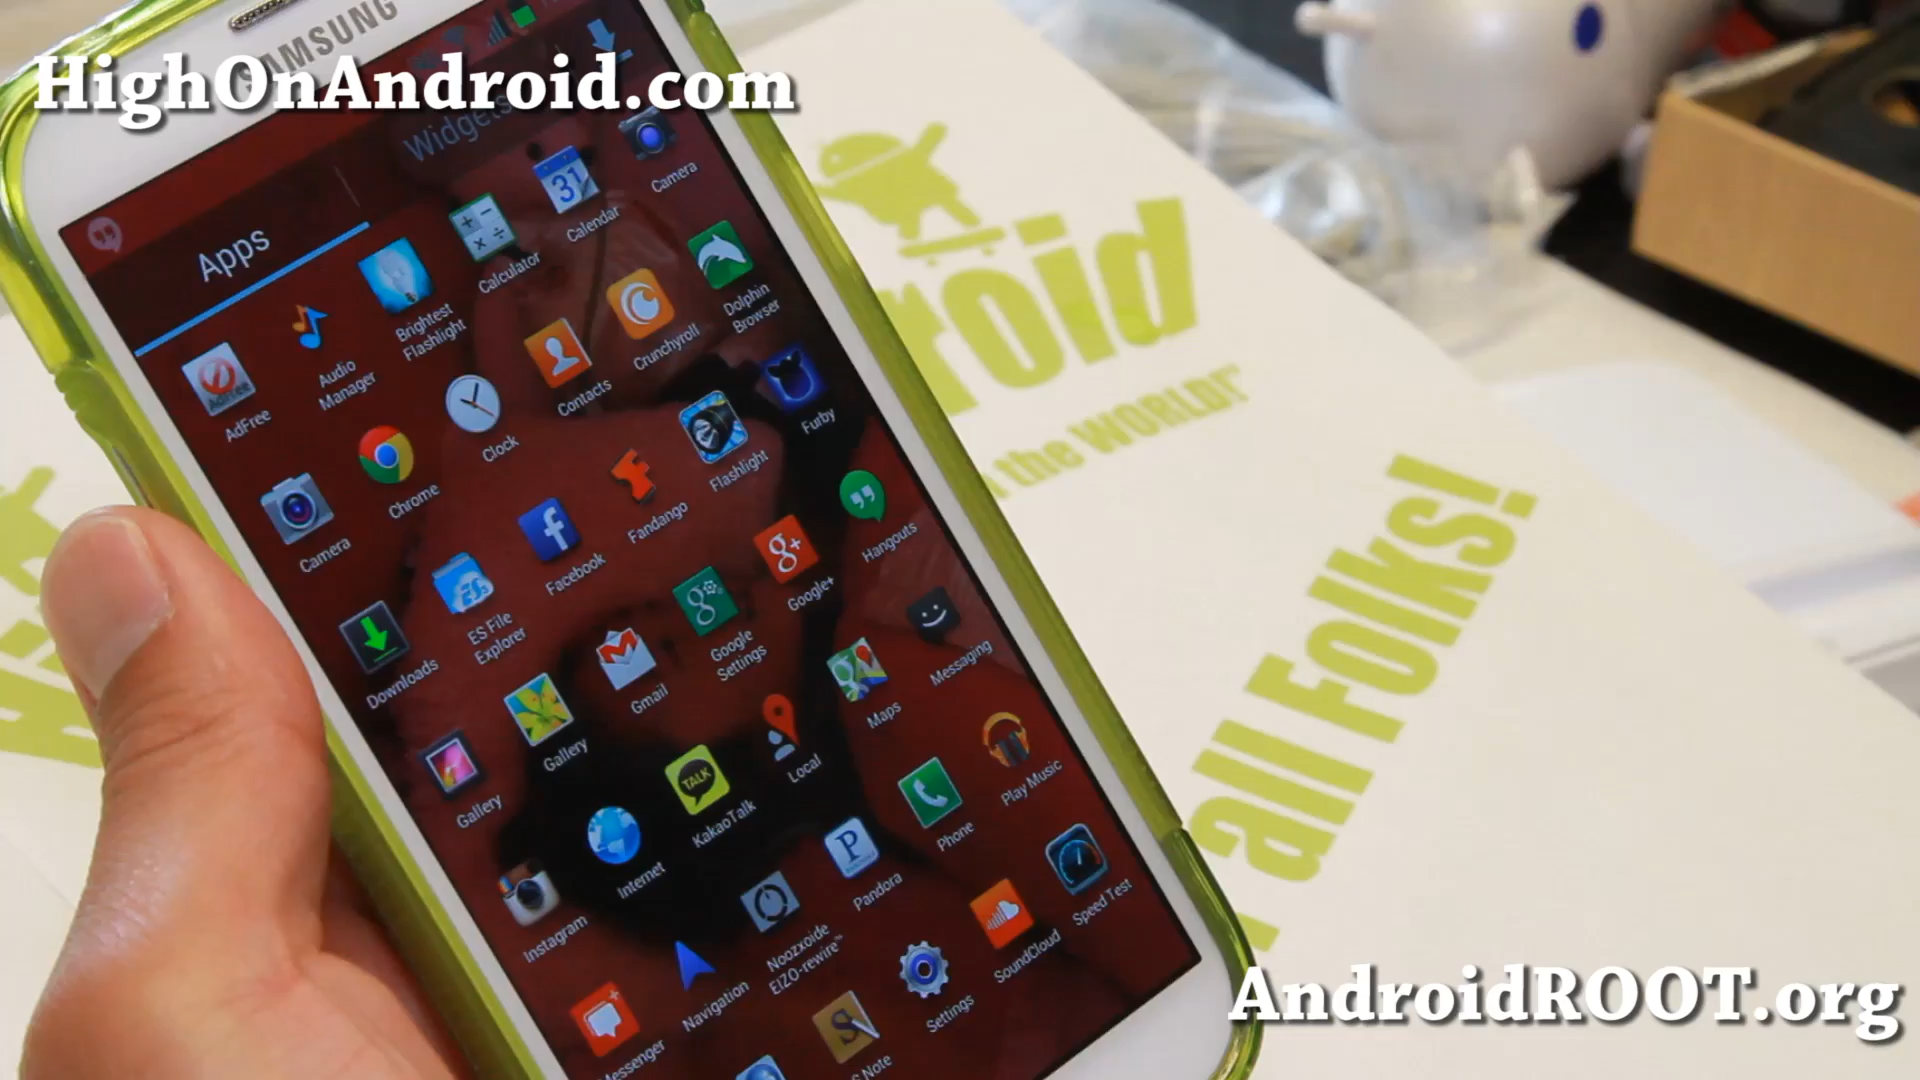 SAMSUNG
HighOnAndroid.com
Widgets
Apps
31
Camera
Calendar
Calculator
Brightest
Flashlight
Audio
Manager
AdFree
Dolphin
Browser
Crunchyroll
Contacts
Clock
Chrome
Camera
Furby
Flashlight
Fandango
Facebook
ES File
Explorer
Downloads
Hangouts
Google+
Google
Settings
Gmail
Gallery
Gallery
Messaging
Maps
Local
TALK
KakaoTalk
Internet
Instagram
Play Music
Phone
Pandora
Noozxoide
EIZO-rewire™
Navigation
Messenger
Speed Test
SoundCloud
Settings
Note
roid
the WORLD!"
all Folks!
AndroidROOT.org